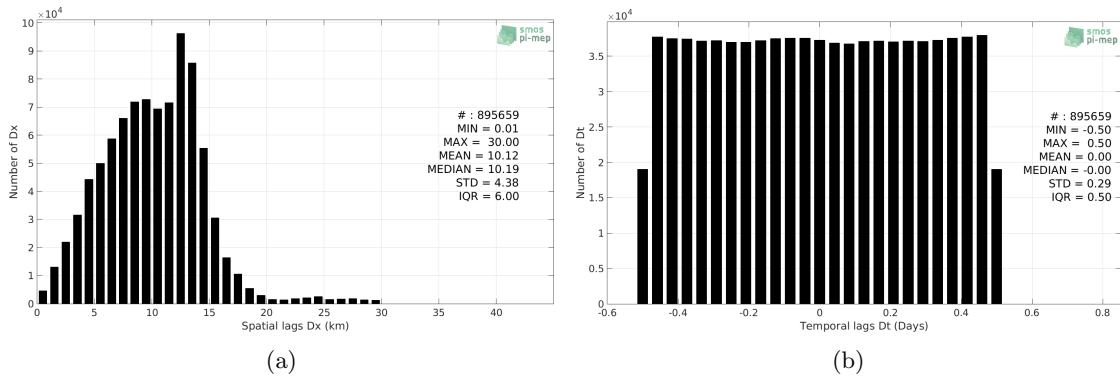 ×10⁴
10
9
8
7
6
5
4
3
2
1
0
Number of Dx
0 5 10 15 20 25 30 35 40
Spatial lags Dx (km)
smos
pi-mep
# : 895659
MIN = 0.01
MAX = 30.00
MEAN = 10.12
MEDIAN = 10.19
STD = 4.38
IQR = 6.00
(a)
×10⁴
3.5
3
2.5
2
1.5
1
0.5
0
Number of Dt
-0.6 -0.4 -0.2 0 0.2 0.4 0.6 0.8
Temporal lags Dt (Days)
smos
pi-mep
# : 895659
MIN = -0.50
MAX = 0.50
MEAN = 0.00
MEDIAN = -0.00
STD = 0.29
IQR = 0.50
(b)